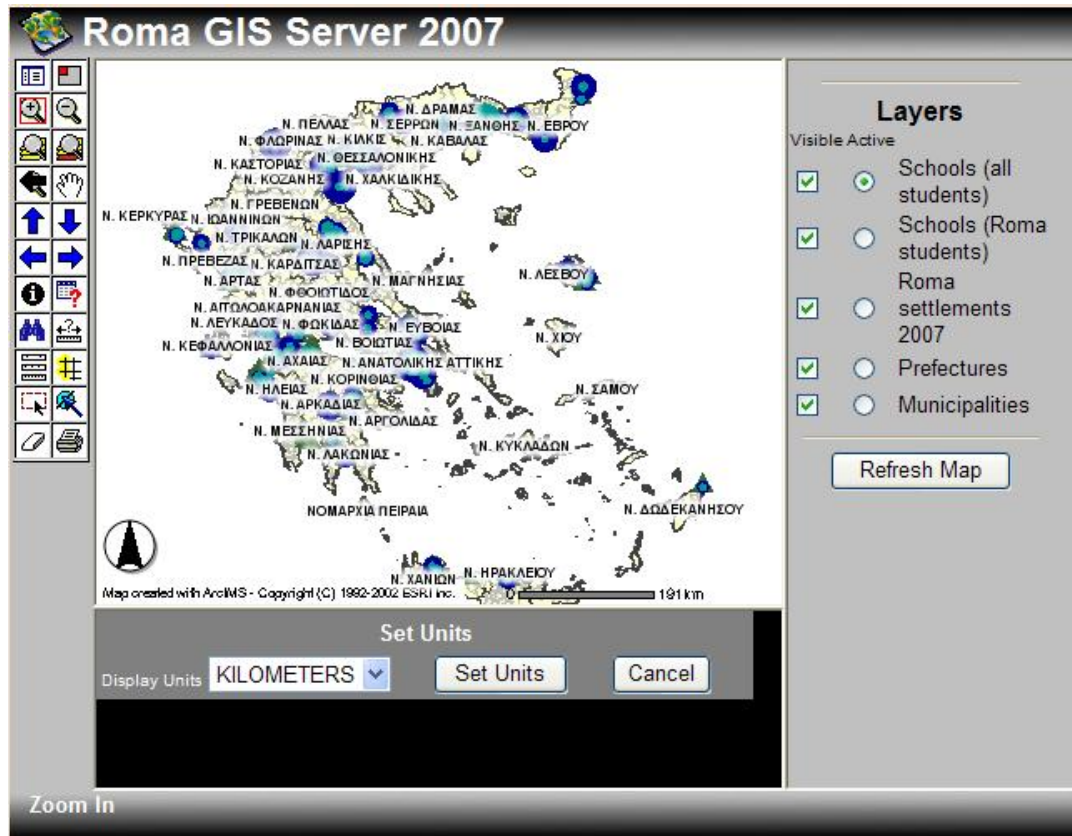 Roma GIS Server 2007
Ν. ΔΡΑΜΑΣ
Ν. ΠΕΛΛΑΣ Ν. ΣΕΡΡΩΝ Ν. ΞΑΝΘΗΣ Ν. ΕΒΡΟΥ
Ν. ΦΛΩΡΙΝΑΣ Ν. ΚΙΛΚΙΣ Ν. ΚΑΒΑΛΑΣ
Ν. ΚΑΣΤΟΡΙΑΣ Ν. ΘΕΣΣΑΛΟΝΙΚΗΣ
Ν. ΚΟΖΑΝΗΣ Ν. ΧΑΛΚΙΔΙΚΗΣ
Ν. ΓΡΕΒΕΝΩΝ
Ν. ΚΕΡΚΥΡΑΣ Ν. ΙΩΑΝΝΙΝΩΝ
Ν. ΤΡΙΚΑΛΩΝ Ν. ΛΑΡΙΣΗΣ
Ν. ΠΡΕΒΕΖΑΣ Ν. ΚΑΡΔΙΤΣΑΣ Ν. ΛΕΣΒΟΥ
Ν. ΑΡΤΑΣ Ν. ΜΑΓΝΗΣΙΑΣ
Ν. ΦΘΙΩΤΙΔΟΣ
Ν. ΑΙΤΩΛΟΑΚΑΡΝΑΝΙΑΣ
Ν. ΛΕΥΚΑΔΟΣ Ν. ΦΩΚΙΔΑΣ Ν. ΕΥΒΟΙΑΣ
Ν. ΚΕΦΑΛΛΟΝΙΑΣ Ν. ΒΟΙΩΤΙΑΣ Ν. ΧΙΟΥ
Ν. ΑΧΑΙΑΣ Ν. ΑΝΑΤΟΛΙΚΗΣ ΑΤΤΙΚΗΣ
Ν. ΚΟΡΙΝΘΙΑΣ
Ν. ΗΛΕΙΑΣ Ν. ΣΑΜΟΥ
Ν. ΑΡΚΑΔΙΑΣ
Ν. ΑΡΓΟΛΙΔΑΣ
Ν. ΜΕΣΣΗΝΙΑΣ
Ν. ΚΥΚΛΑΔΩΝ
Ν. ΛΑΚΩΝΙΑΣ
ΝΟΜΑΡΧΙΑ ΠΕΙΡΑΙΑ Ν. ΔΩΔΕΚΑΝΗΣΟΥ
Ν. ΧΑΝΙΩΝ Ν. ΗΡΑΚΛΕΙΟΥ
Map created with ArcIMS - Copyright (C) 1992-2002 ESRI Inc.
0 191 km
Layers
Visible Active
Schools (all
students)
Schools (Roma
students)
Roma
settlements
2007
Prefectures
Municipalities
Refresh Map
Set Units
Display Units KILOMETERS Set Units Cancel
Zoom In